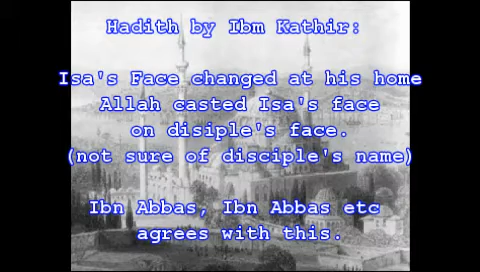 Hadith by Ibm Kathir:
Isa's Face changed at his home
Allah casted Isa's face
on disiple's face.
(not sure of disciple's name)
Ibn Abbas, Ibn Abbas etc
agrees with this.